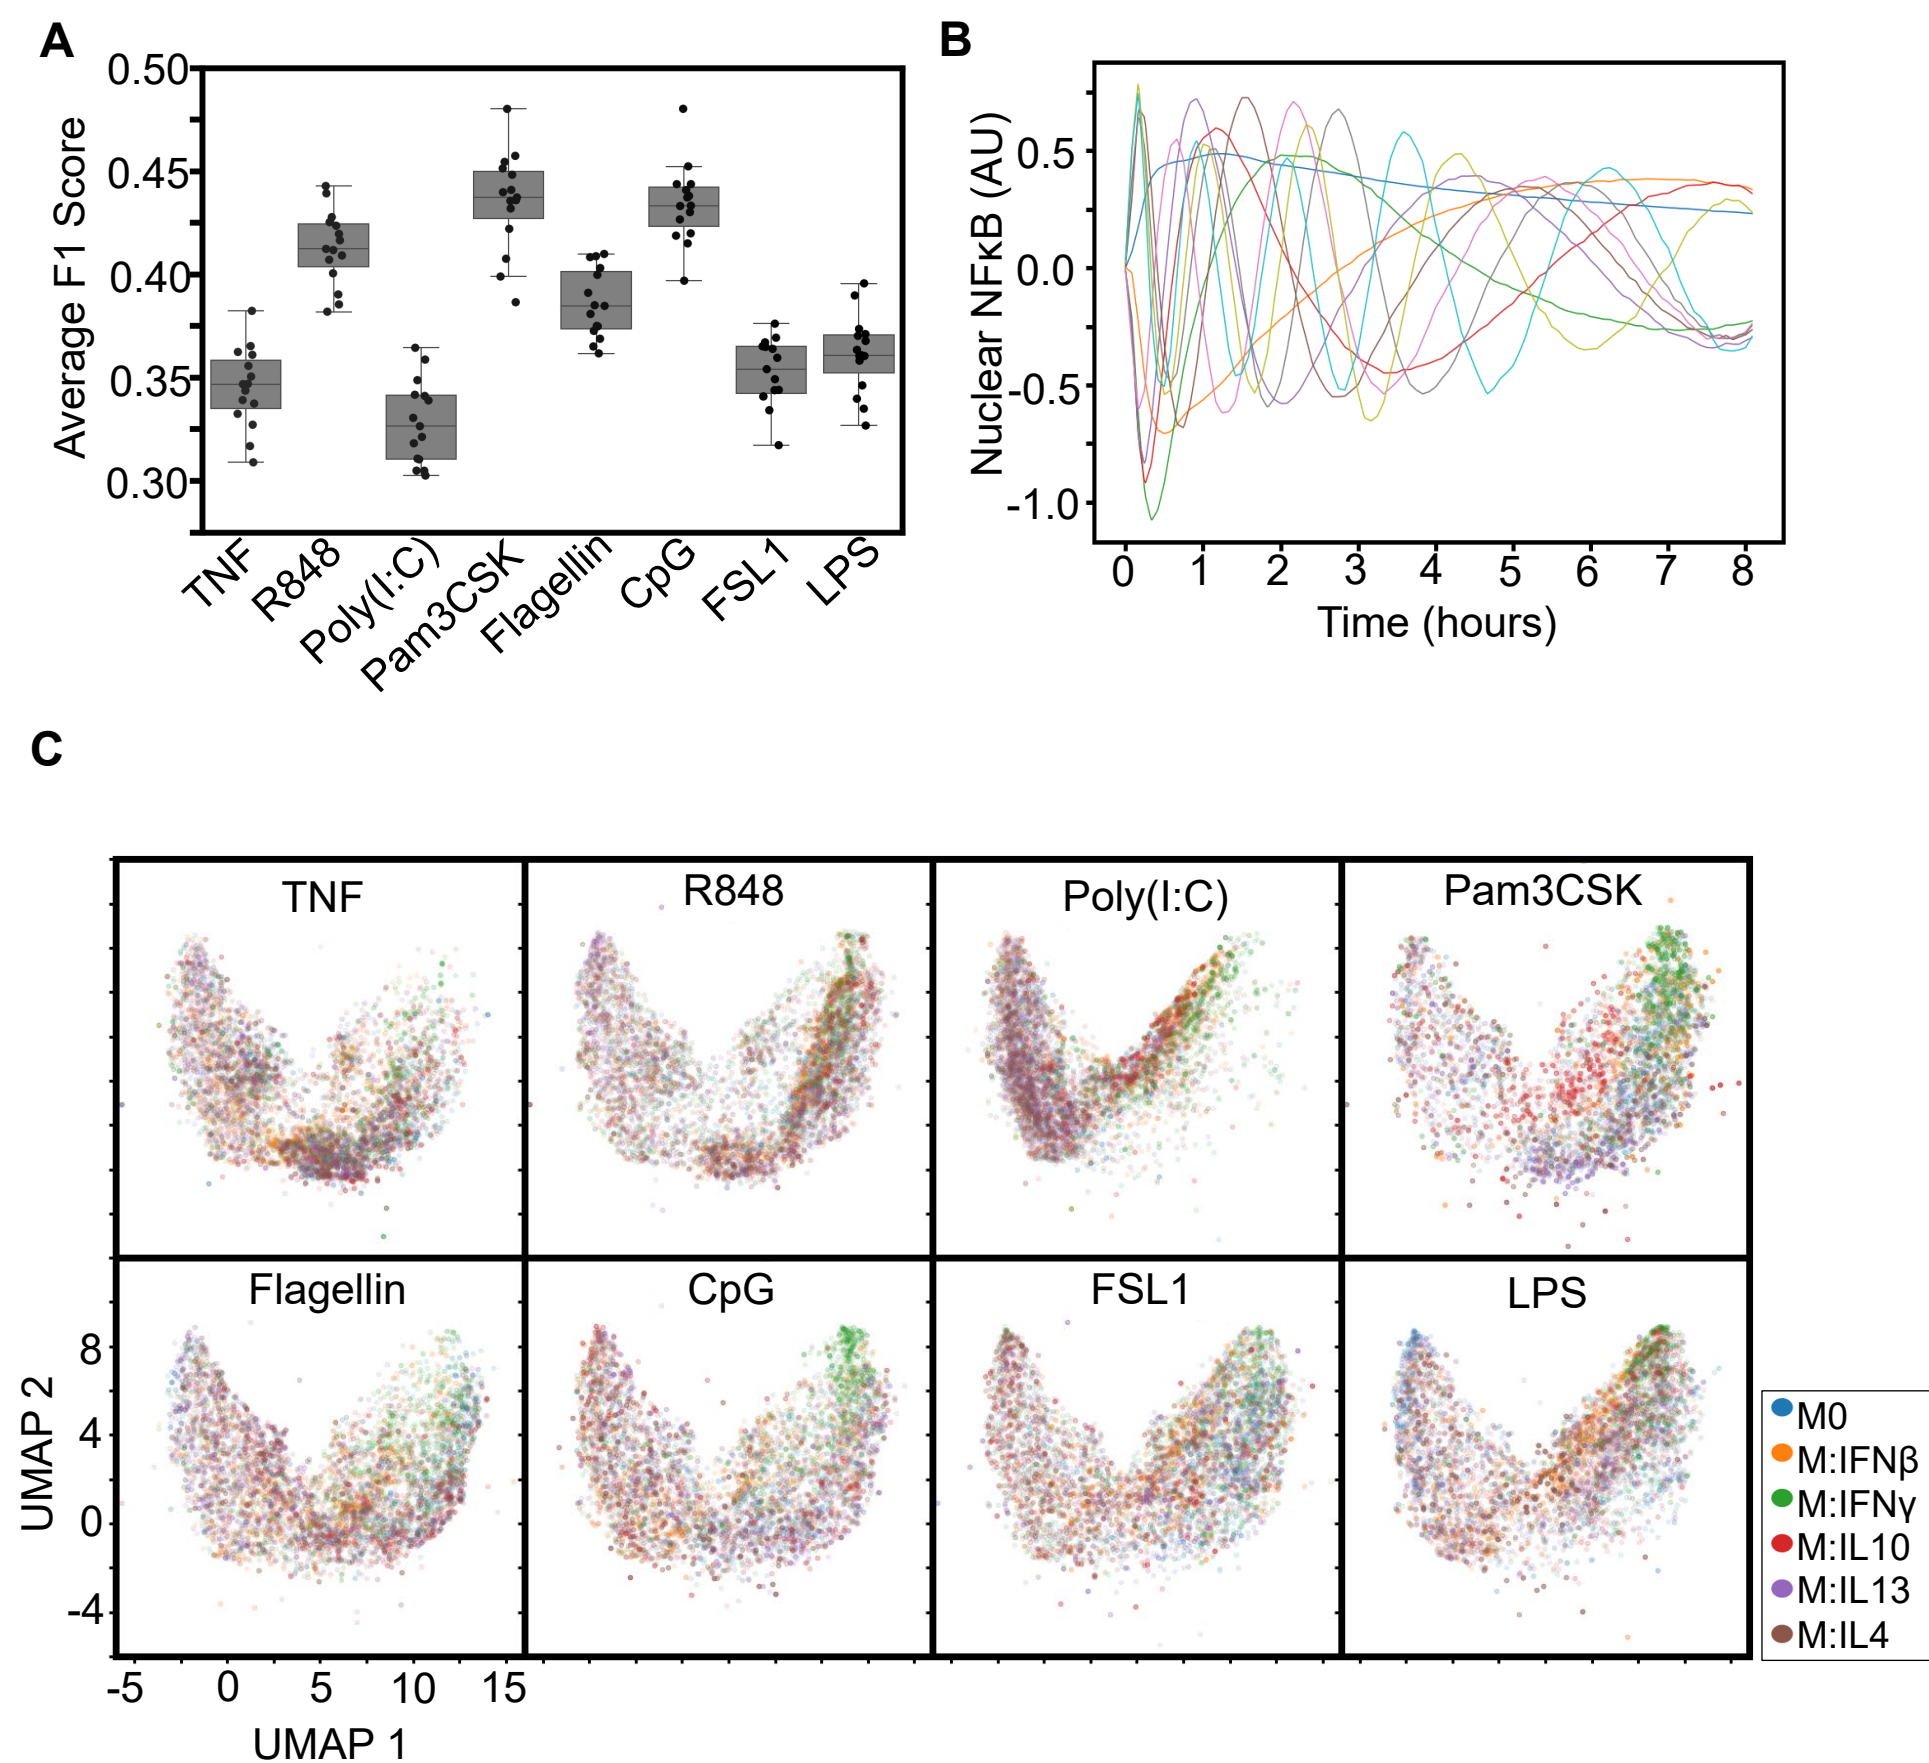 A
0.50
0.45
0.40
0.35
0.30
Average F1 Score
TNF
R848
Poly(I:C)
Pam3CSK
Flagellin
CpG
FSL1
LPS
B
0.5
0.0
-0.5
-1.0
Nuclear NFκB (AU)
0 1 2 3 4 5 6 7 8
Time (hours)
C
TNF R848 Poly(I:C) Pam3CSK
Flagellin CpG FSL1 LPS
8
4
0
-4
UMAP 2
-5 0 5 10 15
UMAP 1
M0
M:IFNβ
M:IFNγ
M:IL10
M:IL13
M:IL4